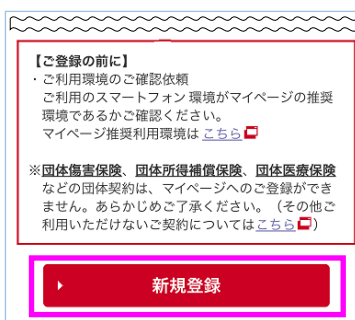 【ご登録の前に】
・ご利用環境のご確認依頼
ご利用のスマートフォン環境がマイページの推奨
環境であるかご確認ください。
マイページ推奨利用環境は こちら
※団体傷害保険、団体所得補償保険、団体医療保険
などの団体契約は、マイページへのご登録ができ
ません。あらかじめご了承ください。（その他ご
利用いただけないご契約についてはこちら）
新規登録